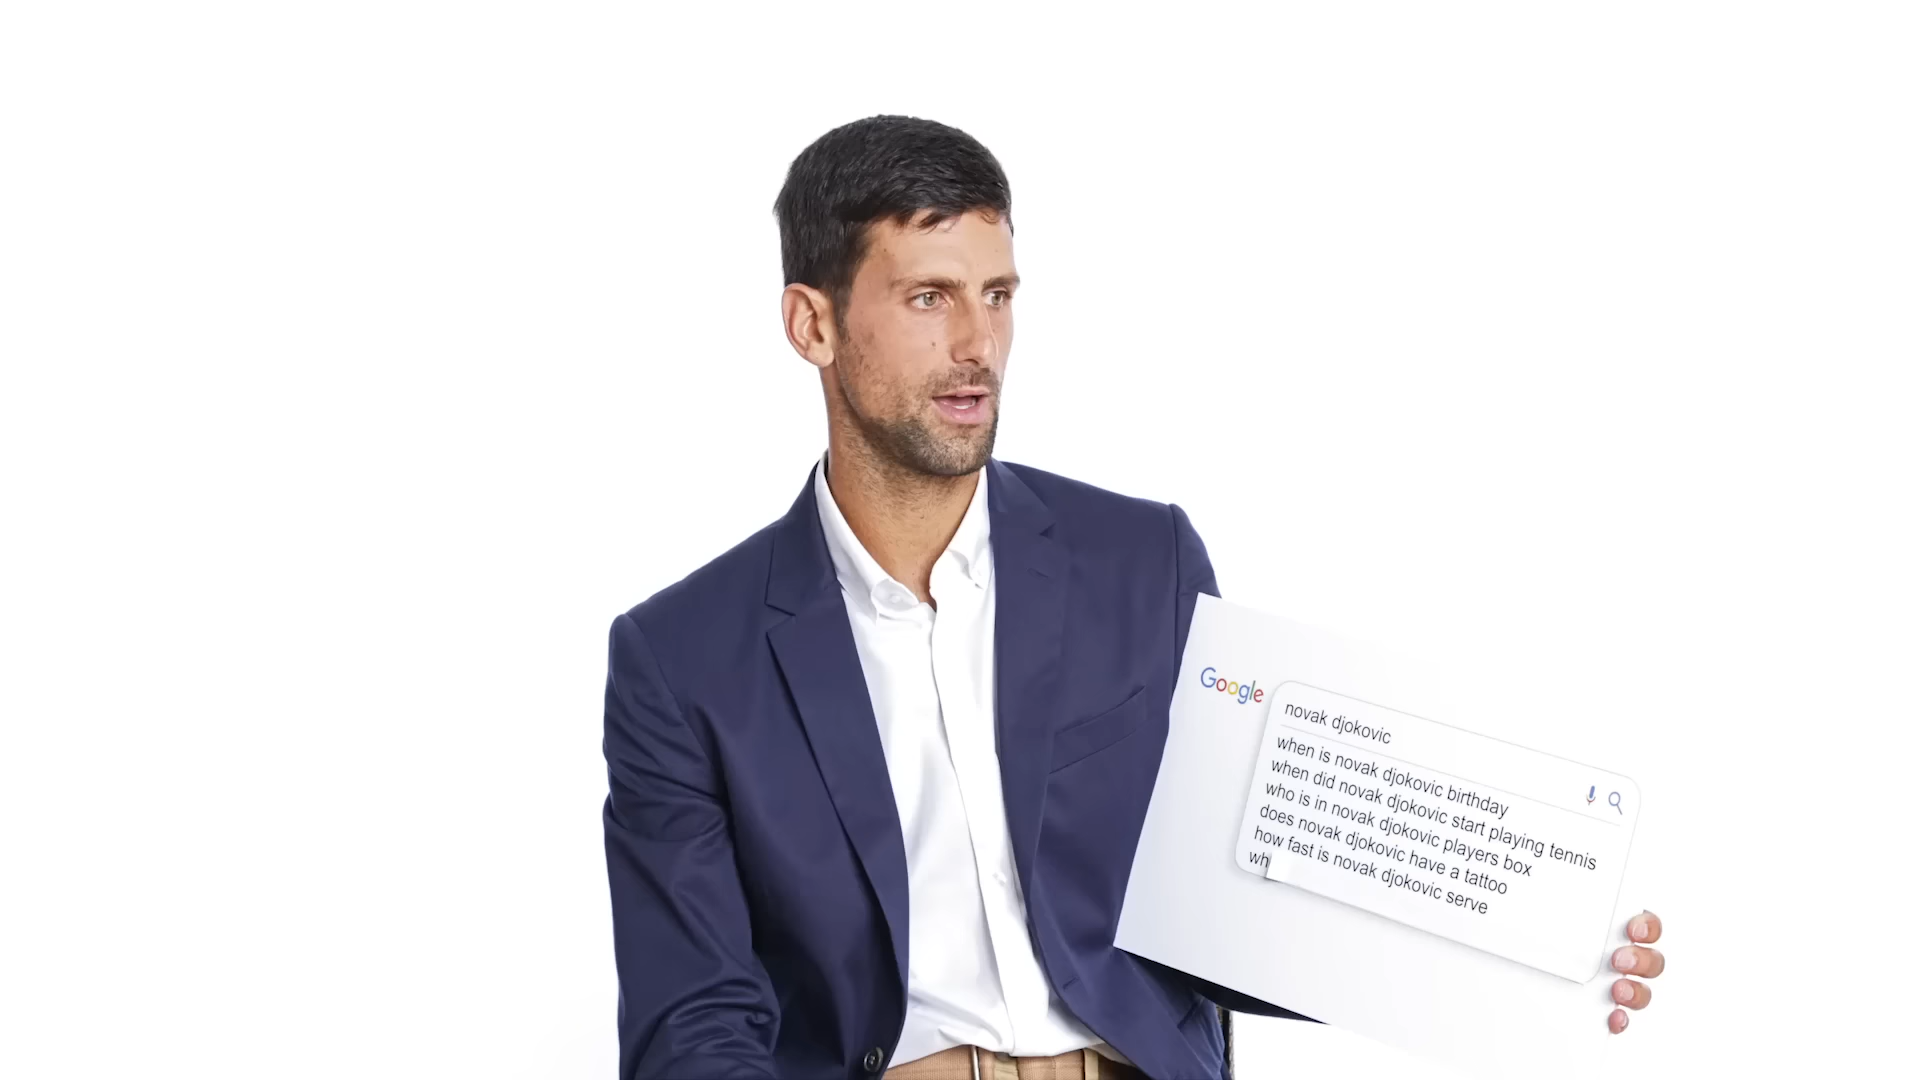 Google
novak djokovic
when is novak djokovic birthday
when did novak djokovic start playing tennis
who is in novak djokovic players box
does novak djokovic have a tattoo
how fast is novak djokovic serve
wh